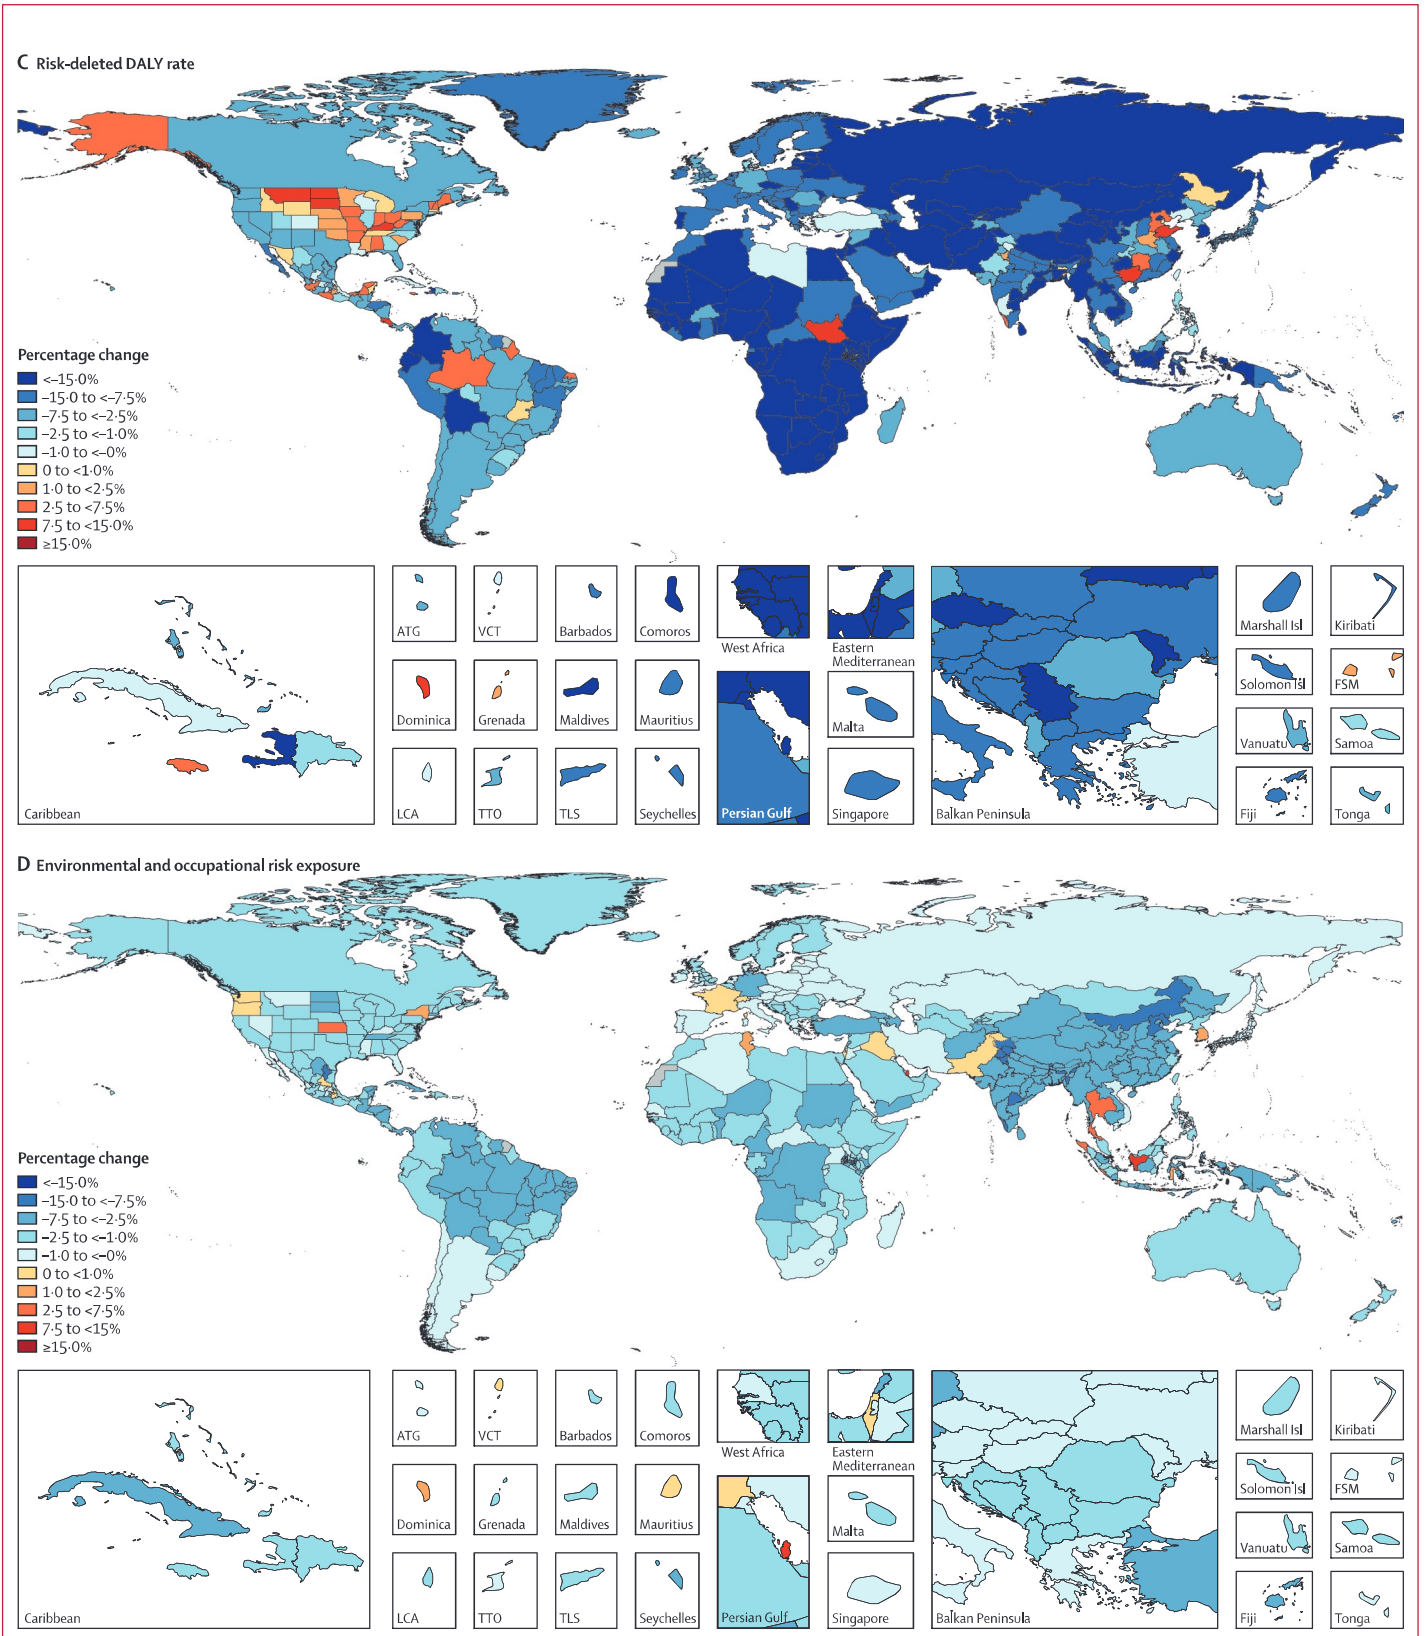 C Risk-deleted DALY rate
Percentage change
<–15·0%
–15·0 to <–7·5%
–7·5 to <–2·5%
–2·5 to <–1·0%
–1·0 to <–0%
0 to <1·0%
1·0 to <2·5%
2·5 to <7·5%
7·5 to <15·0%
≥15·0%
Caribbean
ATG
VCT
Barbados
Comoros
Dominica
Grenada
Maldives
Mauritius
LCA
TTO
TLS
Seychelles
West Africa
Eastern
Mediterranean
Persian Gulf
Malta
Singapore
Balkan Peninsula
Marshall Isl
Kiribati
Solomon Isl
FSM
Vanuatu
Samoa
Fiji
Tonga
D Environmental and occupational risk exposure
Percentage change
<–15·0%
–15·0 to <–7·5%
–7·5 to <–2·5%
–2·5 to <–1·0%
–1·0 to <–0%
0 to <1·0%
1·0 to <2·5%
2·5 to <7·5%
7·5 to <15%
≥15·0%
Caribbean
ATG
VCT
Barbados
Comoros
Dominica
Grenada
Maldives
Mauritius
LCA
TTO
TLS
Seychelles
West Africa
Eastern
Mediterranean
Persian Gulf
Malta
Singapore
Balkan Peninsula
Marshall Isl
Kiribati
Solomon Isl
FSM
Vanuatu
Samoa
Fiji
Tonga